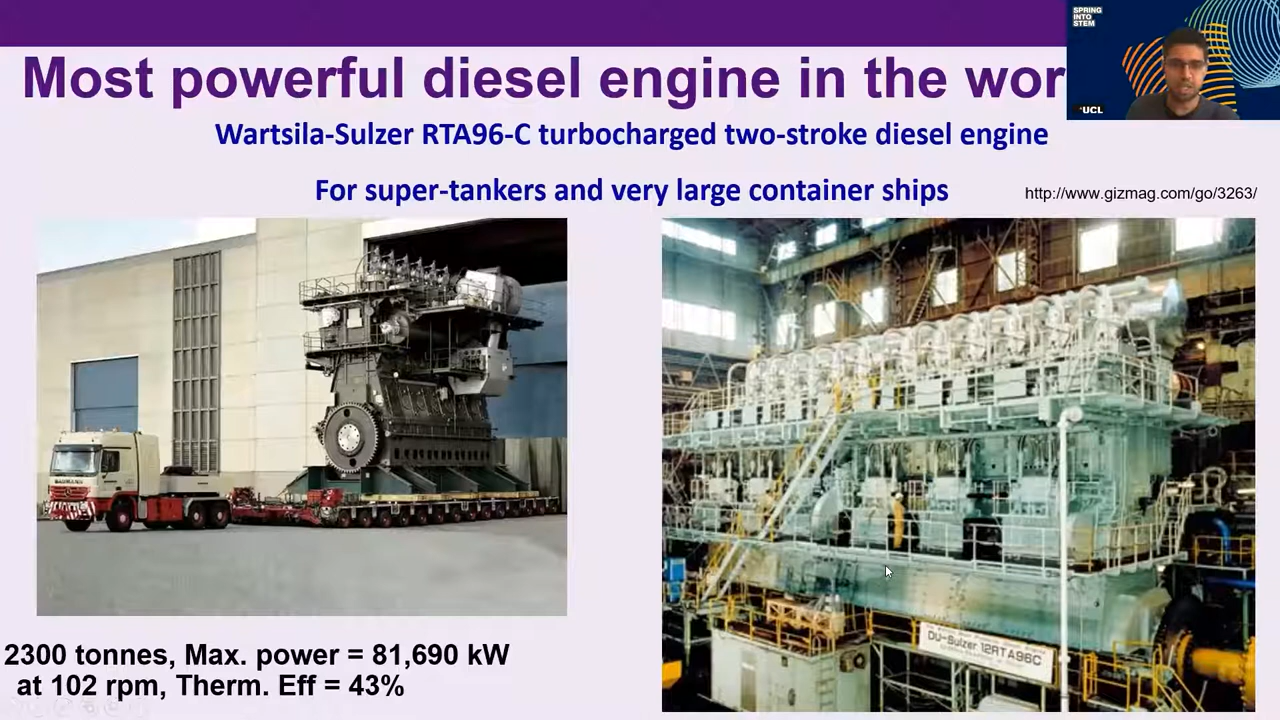 SPRING
INTO
STEM
Most powerful diesel engine in the wor
UCL
Wartsila-Sulzer RTA96-C turbocharged two-stroke diesel engine
For super-tankers and very large container ships
http://www.gizmag.com/go/3263/
BAUMANN
DU-Sulzer 12RTA96C
2300 tonnes, Max. power = 81,690 kW
at 102 rpm, Therm. Eff = 43%